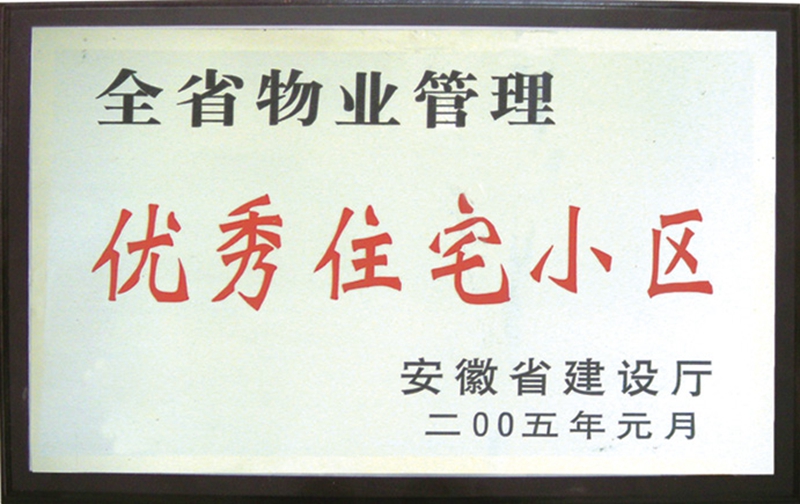 全省物业管理
优秀住宅小区
安徽省建设厅
二00五年元月